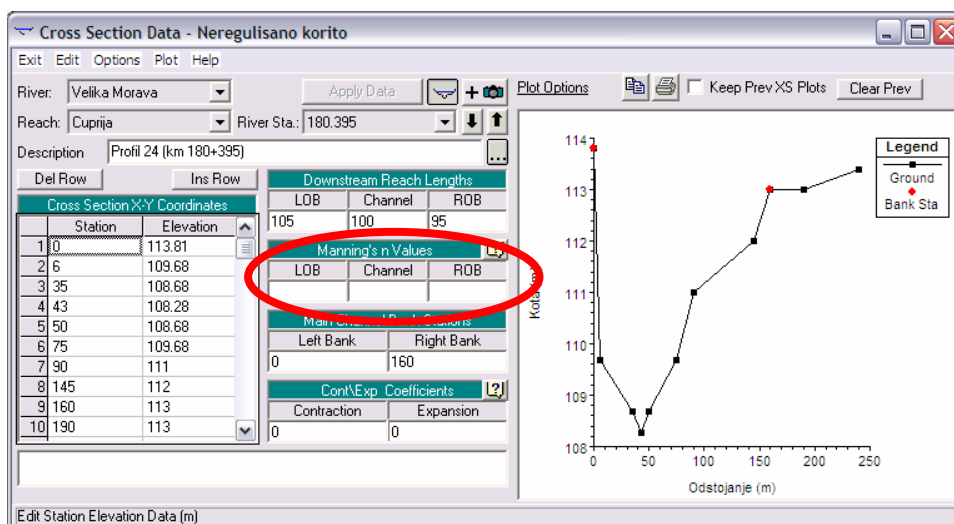 Cross Section Data - Neregulisano korito
Exit Edit Options Plot Help
River: Velika Morava Apply Data
Reach: Cuprija River Sta.: 180.395
Description Profil 24 (km 180+395) ...
Del Row Ins Row
Cross Section X-Y Coordinates
Station Elevation
1 0 113.81
2 6 109.68
3 35 108.68
4 43 108.28
5 50 108.68
6 75 109.68
7 90 111
8 145 112
9 160 113
10 190 113
Downstream Reach Lengths
LOB Channel ROB
105 100 95
Manning's n Values
LOB Channel ROB
Main Channel Bank Stations
Left Bank Right Bank
0 160
Cont\Exp Coefficients
Contraction Expansion
0 0
Edit Station Elevation Data (m)
Plot Options Keep Prev XS Plots Clear Prev
114
113
112
111
110
109
108
0 50 100 150 200 250
Odstojanje (m)
Legend
Ground
Bank Sta